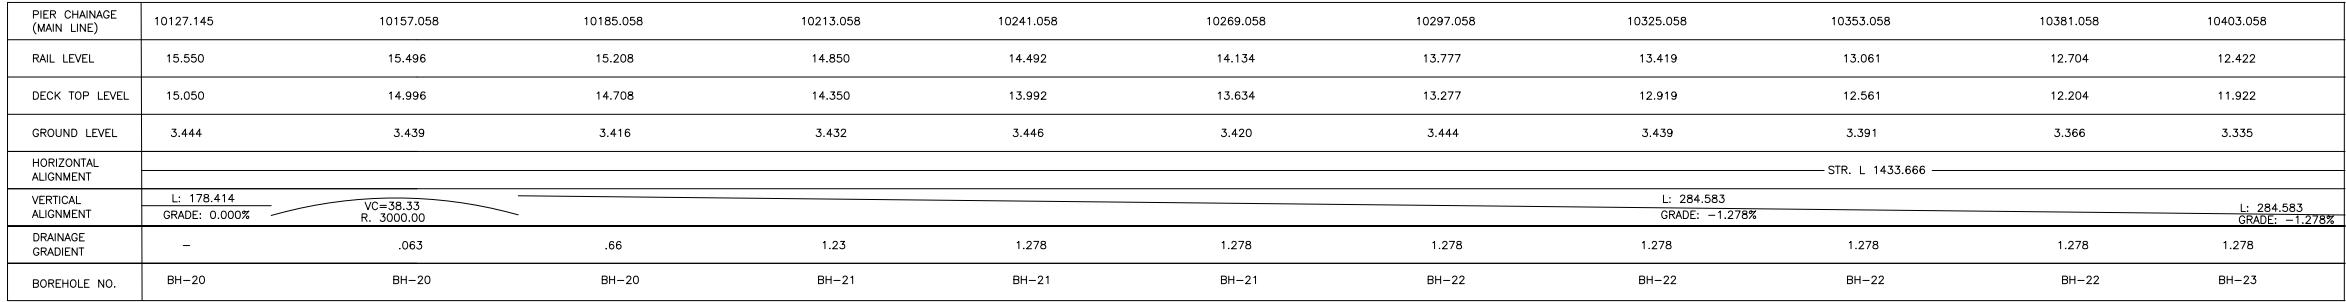 PIER CHAINAGE
(MAIN LINE)
10127.145 10157.058 10185.058 10213.058 10241.058 10269.058 10297.058 10325.058 10353.058 10381.058 10403.058
RAIL LEVEL 15.550 15.496 15.208 14.850 14.492 14.134 13.777 13.419 13.061 12.704 12.422
DECK TOP LEVEL 15.050 14.996 14.708 14.350 13.992 13.634 13.277 12.919 12.561 12.204 11.922
GROUND LEVEL 3.444 3.439 3.416 3.432 3.446 3.420 3.444 3.439 3.391 3.366 3.335
HORIZONTAL
ALIGNMENT
STR. L 1433.666
VERTICAL
ALIGNMENT
L: 178.414
GRADE: 0.000%
VC=38.33
R. 3000.00
L: 284.583
GRADE: -1.278%
L: 284.583
GRADE: -1.278%
DRAINAGE
GRADIENT
- .063 .66 1.23 1.278 1.278 1.278 1.278 1.278 1.278 1.278
BOREHOLE NO. BH-20 BH-20 BH-20 BH-21 BH-21 BH-21 BH-22 BH-22 BH-22 BH-22 BH-23